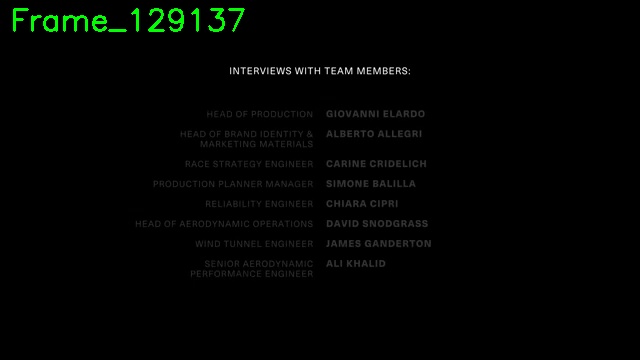 Frame_129137
INTERVIEWS WITH TEAM MEMBERS:
HEAD OF PRODUCTION GIOVANNI ELARDO
HEAD OF BRAND IDENTITY & ALBERTO ALLEGRI
MARKETING MATERIALS
RACE STRATEGY ENGINEER CARINE CRIDELICH
PRODUCTION PLANNER MANAGER SIMONE BALILLA
RELIABILITY ENGINEER CHIARA CIPRI
HEAD OF AERODYNAMIC OPERATIONS DAVID SNODGRASS
WIND TUNNEL ENGINEER JAMES GANDERTON
SENIOR AERODYNAMIC ALI KHALID
PERFORMANCE ENGINEER